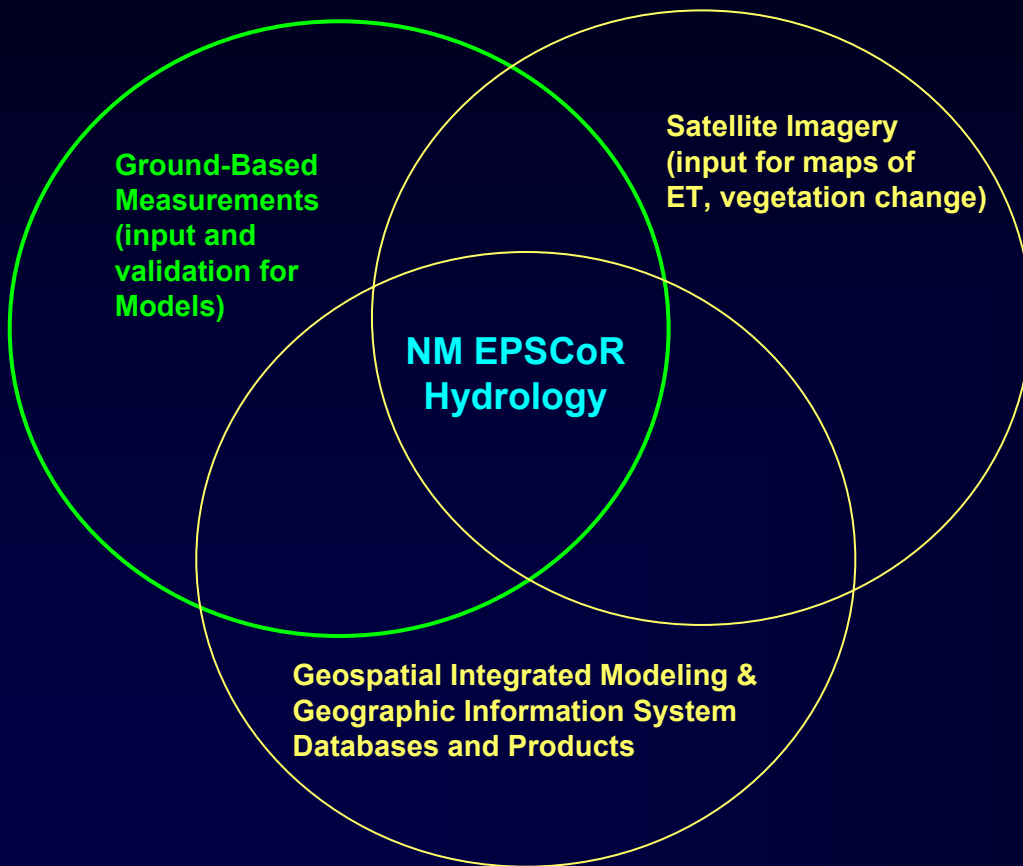 Ground-Based
Measurements
(input and
validation for
Models)
Satellite Imagery
(input for maps of
ET, vegetation change)
NM EPSCoR
Hydrology
Geospatial Integrated Modeling &
Geographic Information System
Databases and Products